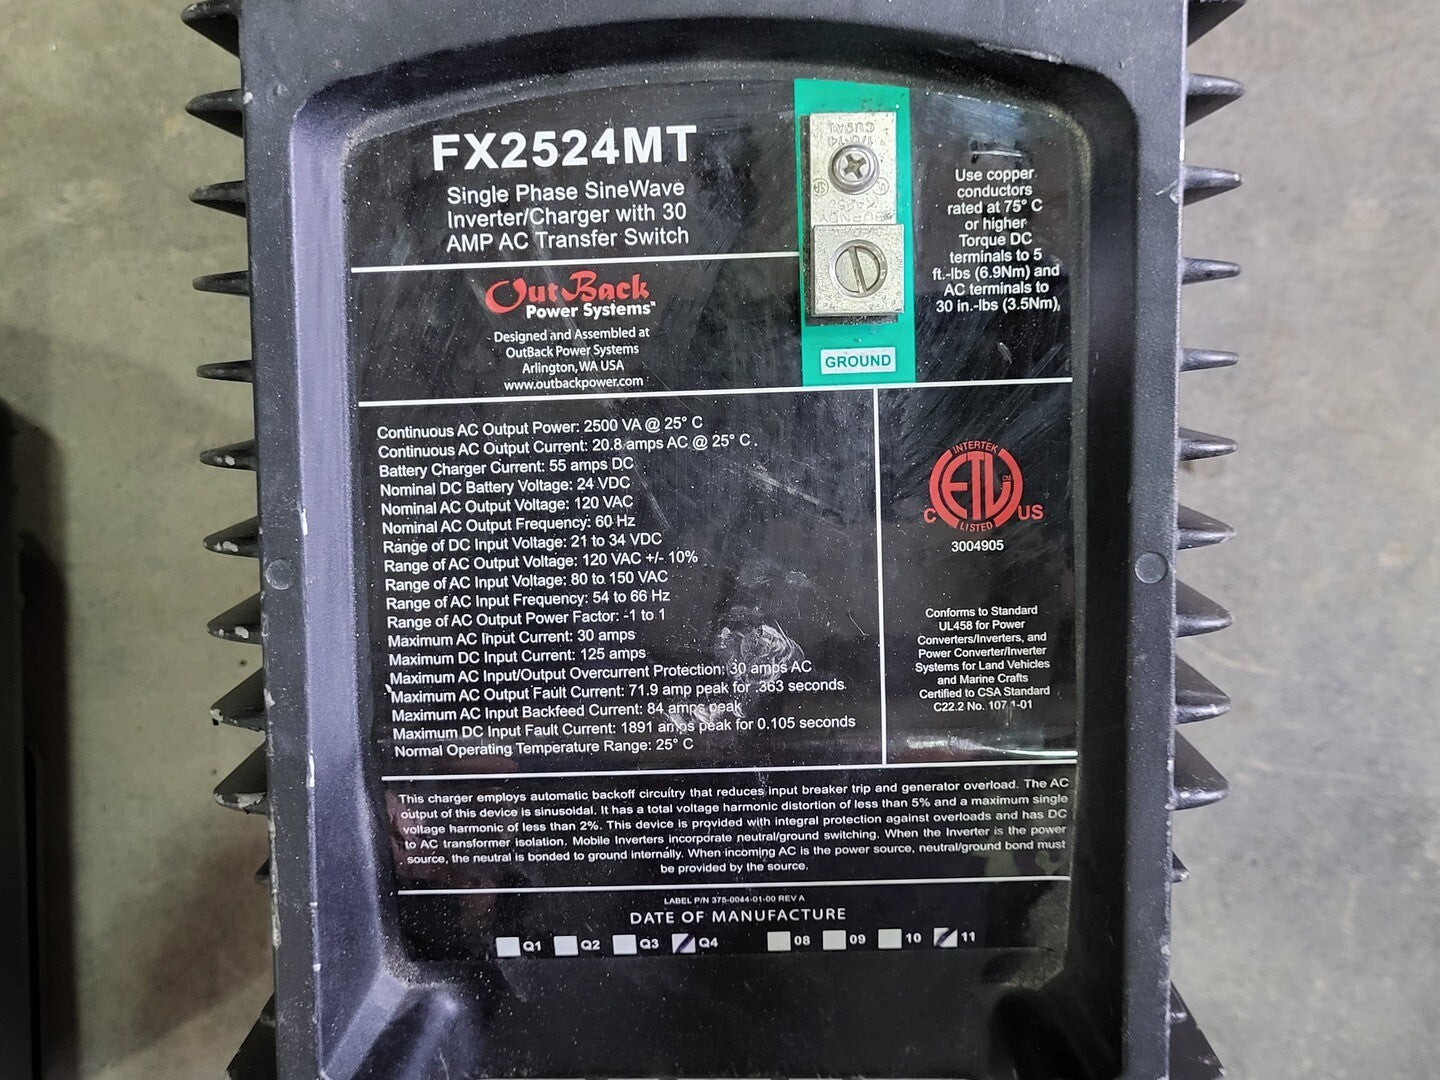 FX2524MT
Single Phase SineWave
Inverter/Charger with 30
AMP AC Transfer Switch
OutBack
Power Systems™
Designed and Assembled at
OutBack Power Systems
Arlington, WA USA
www.outbackpower.com
CU9AL
1/0-14
BURNDY
GROUND
Use copper
conductors
rated at 75° C
or higher
Torque DC
terminals to 5
ft.-lbs (6.9Nm) and
AC terminals to
30 in.-lbs (3.5Nm),
Continuous AC Output Power: 2500 VA @ 25° C
Continuous AC Output Current: 20.8 amps AC @ 25° C .
Battery Charger Current: 55 amps DC
Nominal DC Battery Voltage: 24 VDC
Nominal AC Output Voltage: 120 VAC
Nominal AC Output Frequency: 60 Hz
Range of DC Input Voltage: 21 to 34 VDC
Range of AC Output Voltage: 120 VAC +/- 10%
Range of AC Input Voltage: 80 to 150 VAC
Range of AC Input Frequency: 54 to 66 Hz
Range of AC Output Power Factor: -1 to 1
Maximum AC Input Current: 30 amps
Maximum DC Input Current: 125 amps
Maximum AC Input/Output Overcurrent Protection: 30 amps AC
Maximum AC Output Fault Current: 71.9 amp peak for .363 seconds
Maximum AC Input Backfeed Current: 84 amps peak
Maximum DC Input Fault Current: 1891 amps peak for 0.105 seconds
Normal Operating Temperature Range: 25° C
INTERTEK
ETL
C US
LISTED
3004905
Conforms to Standard
UL458 for Power
Converters/Inverters, and
Power Converter/Inverter
Systems for Land Vehicles
and Marine Crafts
Certified to CSA Standard
C22.2 No. 107.1-01
This charger employs automatic backoff circuitry that reduces input breaker trip and generator overload. The AC
output of this device is sinusoidal. It has a total voltage harmonic distortion of less than 5% and a maximum single
voltage harmonic of less than 2%. This device is provided with integral protection against overloads and has DC
to AC transformer isolation. Mobile Inverters incorporate neutral/ground switching. When the Inverter is the power
source, the neutral is bonded to ground internally. When incoming AC is the power source, neutral/ground bond must
be provided by the source.
LABEL P/N 375-0044-01-00 REV A
DATE OF MANUFACTURE
Q1 Q2 Q3 Q4 08 09 10 11